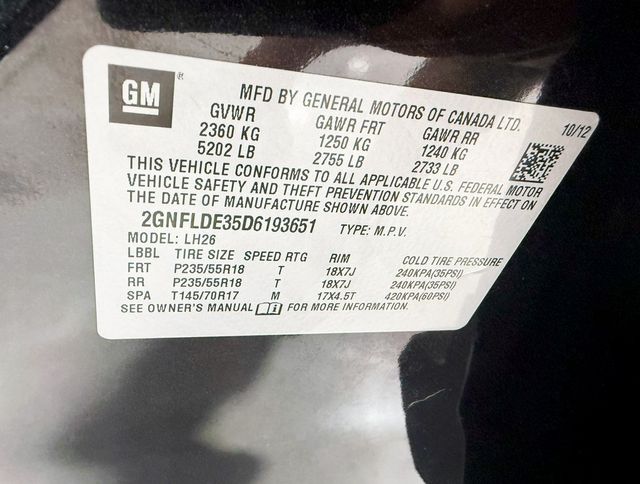 GM®
MFD BY GENERAL MOTORS OF CANADA LTD. 10/12
GVWR GAWR FRT GAWR RR
2360 KG 1250 KG 1240 KG
5202 LB 2755 LB 2733 LB
THIS VEHICLE CONFORMS TO ALL APPLICABLE U.S. FEDERAL MOTOR
VEHICLE SAFETY AND THEFT PREVENTION STANDARDS IN EFFECT ON
THE DATE OF MANUFACTURE SHOWN ABOVE.
2GNFLDE35D6193651 TYPE: M.P.V.
MODEL: LH26
LBBL TIRE SIZE SPEED RTG RIM COLD TIRE PRESSURE
FRT P235/55R18 T 18X7J 240KPA(35PSI)
RR P235/55R18 T 18X7J 240KPA(35PSI)
SPA T145/70R17 M 17X4.5T 420KPA(60PSI)
SEE OWNER'S MANUAL FOR MORE INFORMATION.